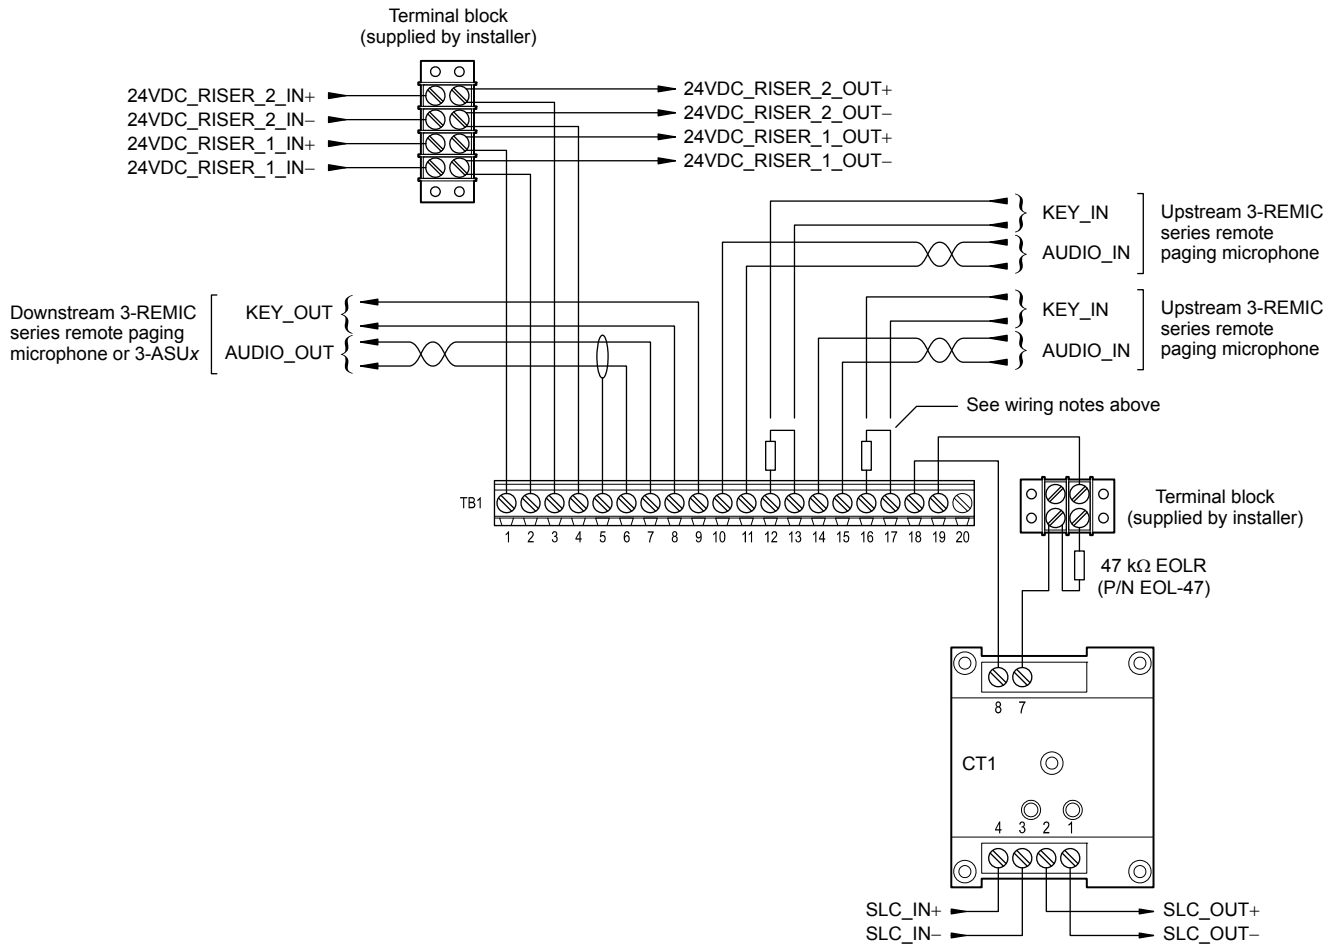 Terminal block
(supplied by installer)
24VDC_RISER_2_IN+
24VDC_RISER_2_IN−
24VDC_RISER_1_IN+
24VDC_RISER_1_IN−
24VDC_RISER_2_OUT+
24VDC_RISER_2_OUT−
24VDC_RISER_1_OUT+
24VDC_RISER_1_OUT−
KEY_IN
AUDIO_IN
Upstream 3-REMIC
series remote
paging microphone
KEY_IN
AUDIO_IN
Upstream 3-REMIC
series remote
paging microphone
Downstream 3-REMIC
series remote paging
microphone or 3-ASUx
KEY_OUT
AUDIO_OUT
See wiring notes above
TB1
1 2 3 4 5 6 7 8 9 10 11 12 13 14 15 16 17 18 19 20
Terminal block
(supplied by installer)
47 kΩ EOLR
(P/N EOL-47)
8 7
CT1
4 3 2 1
SLC_IN+
SLC_IN−
SLC_OUT+
SLC_OUT−